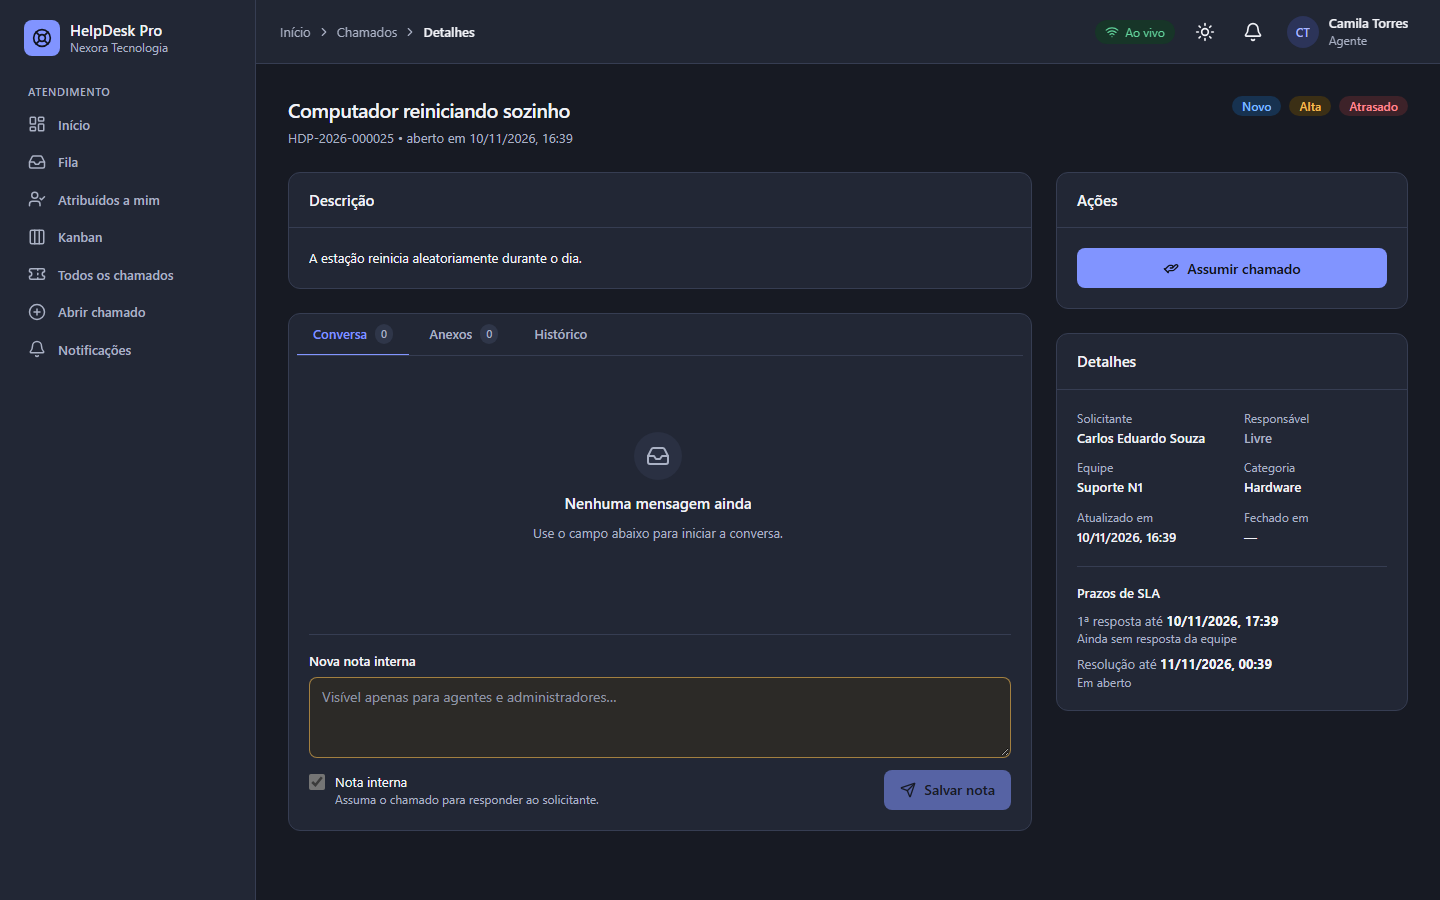 HelpDesk Pro
Nexora Tecnologia
ATENDIMENTO
Início
Fila
Atribuídos a mim
Kanban
Todos os chamados
Abrir chamado
Notificações
Início > Chamados > Detalhes
Ao vivo
CT
Camila Torres
Agente
Computador reiniciando sozinho
HDP-2026-000025 • aberto em 10/11/2026, 16:39
Novo
Alta
Atrasado
Descrição
A estação reinicia aleatoriamente durante o dia.
Conversa 0
Anexos 0
Histórico
Nenhuma mensagem ainda
Use o campo abaixo para iniciar a conversa.
Nova nota interna
Visível apenas para agentes e administradores...
Nota interna
Assuma o chamado para responder ao solicitante.
Salvar nota
Ações
Assumir chamado
Detalhes
Solicitante
Carlos Eduardo Souza
Responsável
Livre
Equipe
Suporte N1
Categoria
Hardware
Atualizado em
10/11/2026, 16:39
Fechado em
—
Prazos de SLA
1ª resposta até 10/11/2026, 17:39
Ainda sem resposta da equipe
Resolução até 11/11/2026, 00:39
Em aberto